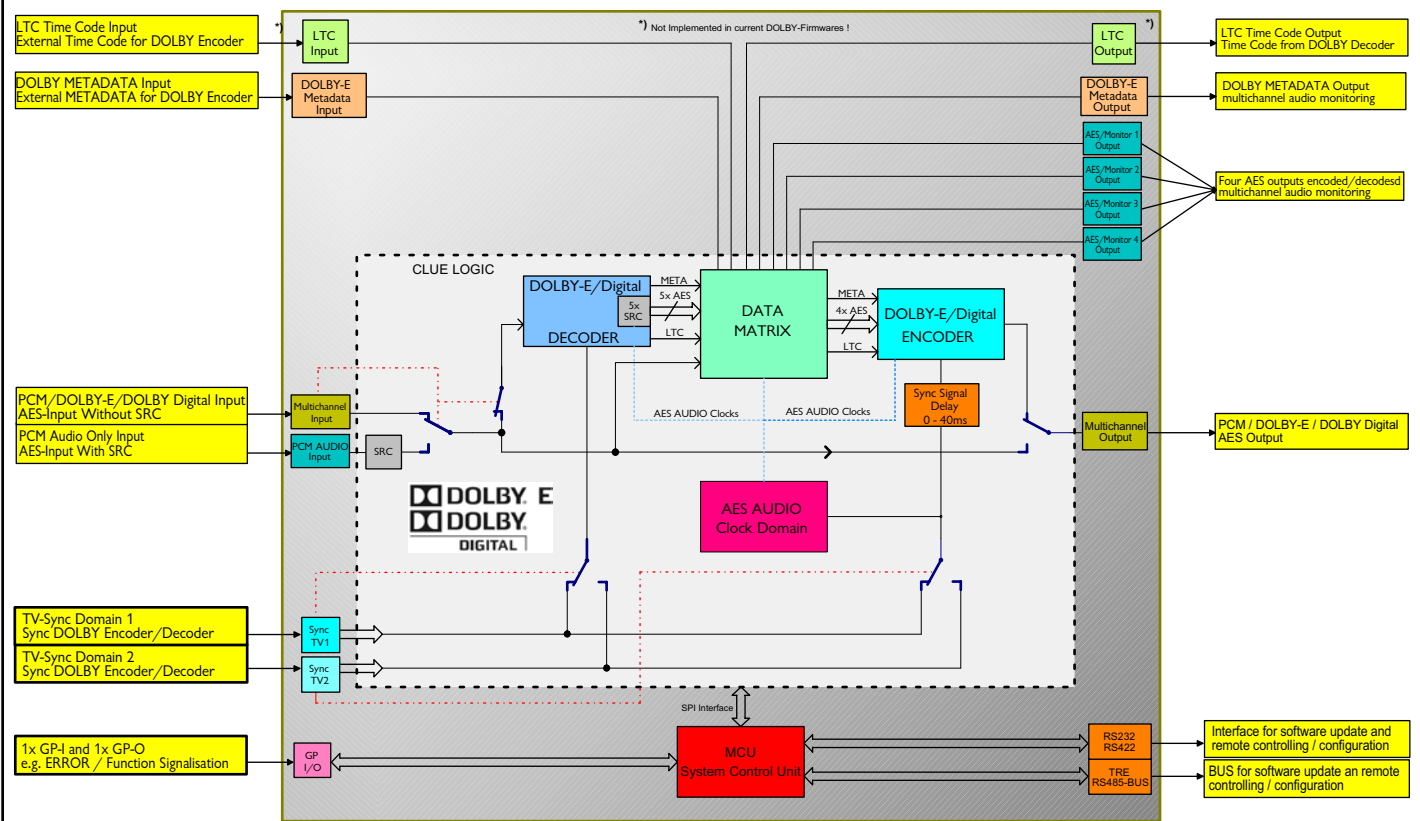 LTC Time Code Input
External Time Code for DOLBY Encoder
*)
LTC
Input
*) Not Implemented in current DOLBY-Firmwares !
LTC
Output
*)
LTC Time Code Output
Time Code from DOLBY Decoder
DOLBY METADATA Input
External METADATA for DOLBY Encoder
DOLBY-E
Metadata
Input
DOLBY-E
Metadata
Output
DOLBY METADATA Output
multichannel audio monitoring
AES/Monitor 1
Output
AES/Monitor 2
Output
AES/Monitor 3
Output
AES/Monitor 4
Output
Four AES outputs encoded/decodesd
multichannel audio monitoring
CLUE LOGIC
DOLBY-E/Digital
5x
SRC
DECODER
META
5x AES
LTC
DATA
MATRIX
META
4x AES
LTC
DOLBY-E/Digital
ENCODER
Sync Signal
Delay
0 - 40ms
AES AUDIO Clocks
AES AUDIO Clocks
PCM/DOLBY-E/DOLBY Digital Input
AES-Input Without SRC
Multichannel
Input
PCM Audio Only Input
AES-Input With SRC
PCM AUDIO
Input
SRC
Multichannel
Output
PCM / DOLBY-E / DOLBY Digital
AES Output
DOLBY. E
DOLBY.
DIGITAL
AES AUDIO
Clock Domain
TV-Sync Domain 1
Sync DOLBY Encoder/Decoder
Sync
TV1
TV-Sync Domain 2
Sync DOLBY Encoder/Decoder
Sync
TV2
SPI Interface
1x GP-I and 1x GP-O
e.g. ERROR / Function Signalisation
GP
I/O
MCU
System Control Unit
RS232
RS422
Interface for software update and
remote controlling / configuration
TRE
RS485-BUS
BUS for software update an remote
controlling / configuration